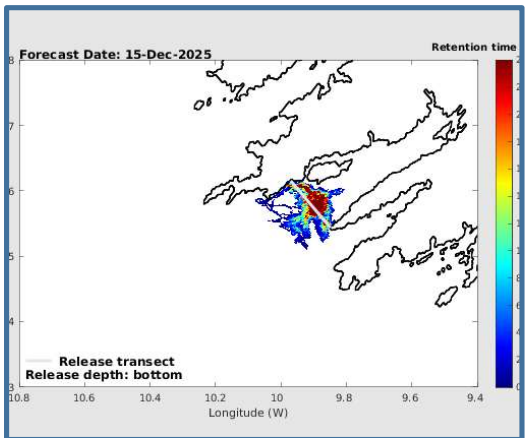 Retention time
Forecast Date: 15-Dec-2025
8
7
6
5
4
3
Release transect
Release depth: bottom
10.8
10.6
10.4
10.2
10
9.8
9.6
9.4
Longitude (W)